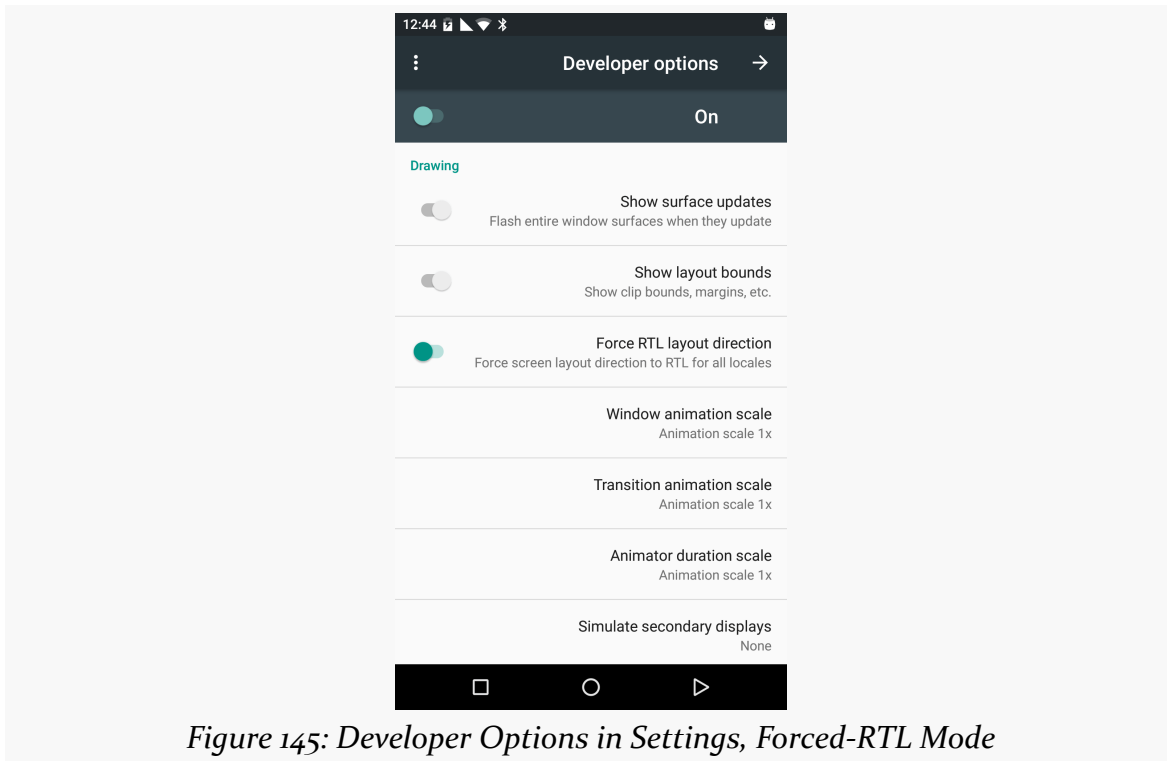 12:44
Developer options
On
Drawing
Show surface updates
Flash entire window surfaces when they update
Show layout bounds
Show clip bounds, margins, etc.
Force RTL layout direction
Force screen layout direction to RTL for all locales
Window animation scale
Animation scale 1x
Transition animation scale
Animation scale 1x
Animator duration scale
Animation scale 1x
Simulate secondary displays
None
Figure 145: Developer Options in Settings, Forced-RTL Mode